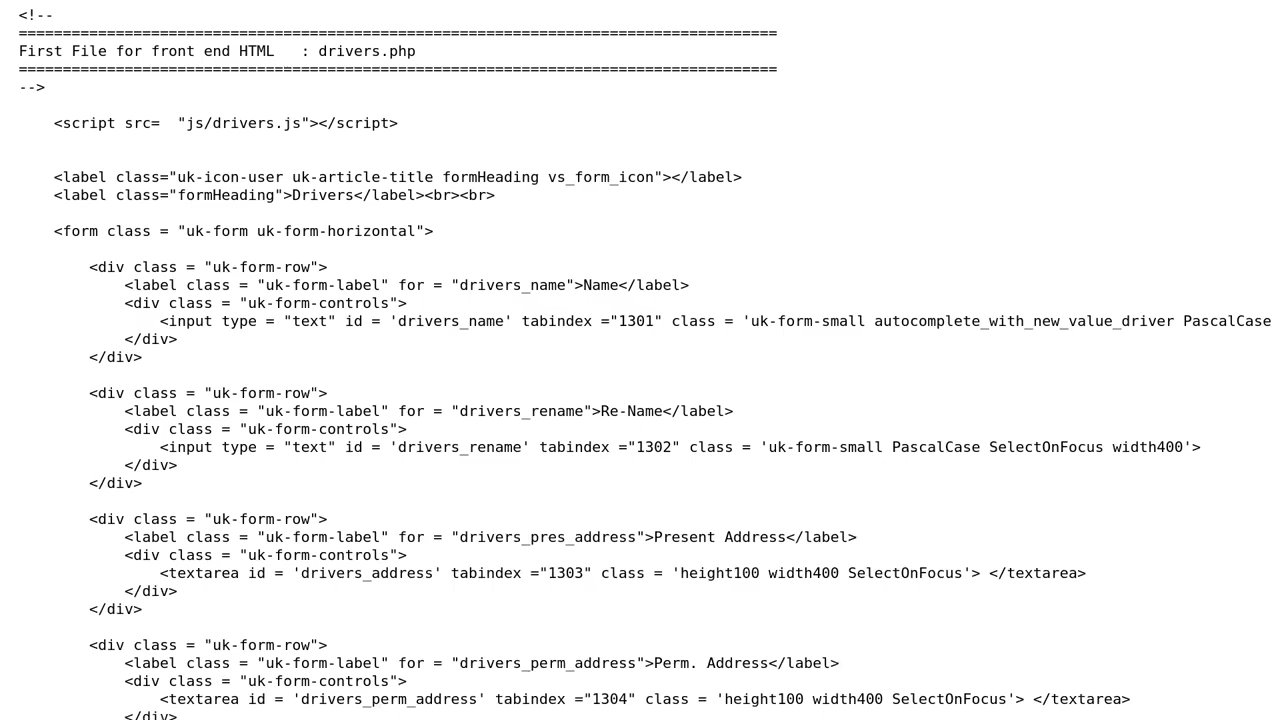 <!--
======================================================================================
First File for front end HTML   : drivers.php
======================================================================================
-->
    <script src=  "js/drivers.js"></script>
    <label class="uk-icon-user uk-article-title formHeading vs_form_icon"></label>
    <label class="formHeading">Drivers</label><br><br>
    <form class = "uk-form uk-form-horizontal">
        <div class = "uk-form-row">
            <label class = "uk-form-label" for = "drivers_name">Name</label>
            <div class = "uk-form-controls">
                <input type = "text" id = 'drivers_name' tabindex ="1301" class = 'uk-form-small autocomplete_with_new_value_driver PascalCase
            </div>
        </div>
        <div class = "uk-form-row">
            <label class = "uk-form-label" for = "drivers_rename">Re-Name</label>
            <div class = "uk-form-controls">
                <input type = "text" id = 'drivers_rename' tabindex ="1302" class = 'uk-form-small PascalCase SelectOnFocus width400'>
            </div>
        </div>
        <div class = "uk-form-row">
            <label class = "uk-form-label" for = "drivers_pres_address">Present Address</label>
            <div class = "uk-form-controls">
                <textarea id = 'drivers_address' tabindex ="1303" class = 'height100 width400 SelectOnFocus'> </textarea>
            </div>
        </div>
        <div class = "uk-form-row">
            <label class = "uk-form-label" for = "drivers_perm_address">Perm. Address</label>
            <div class = "uk-form-controls">
                <textarea id = 'drivers_perm_address' tabindex ="1304" class = 'height100 width400 SelectOnFocus'> </textarea>
            </div>